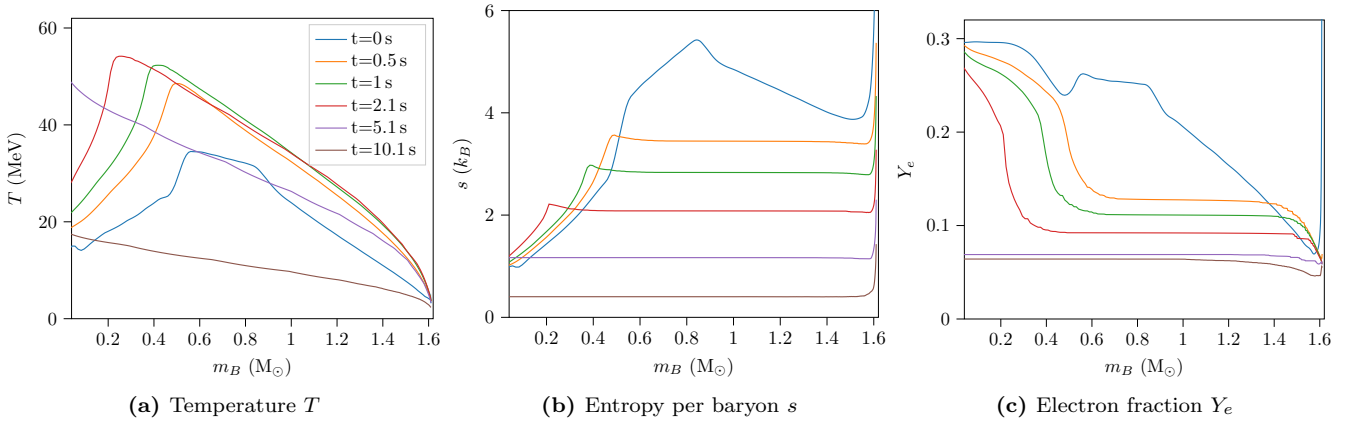 60
40
20
0
T (MeV)
0.2 0.4 0.6 0.8 1 1.2 1.4 1.6
m_B (M_⊙)
t=0 s
t=0.5 s
t=1 s
t=2.1 s
t=5.1 s
t=10.1 s
(a) Temperature T
6
4
2
0
s (k_B)
0.2 0.4 0.6 0.8 1 1.2 1.4 1.6
m_B (M_⊙)
(b) Entropy per baryon s
0.3
0.2
0.1
0.0
Y_e
0.2 0.4 0.6 0.8 1 1.2 1.4 1.6
m_B (M_⊙)
(c) Electron fraction Y_e